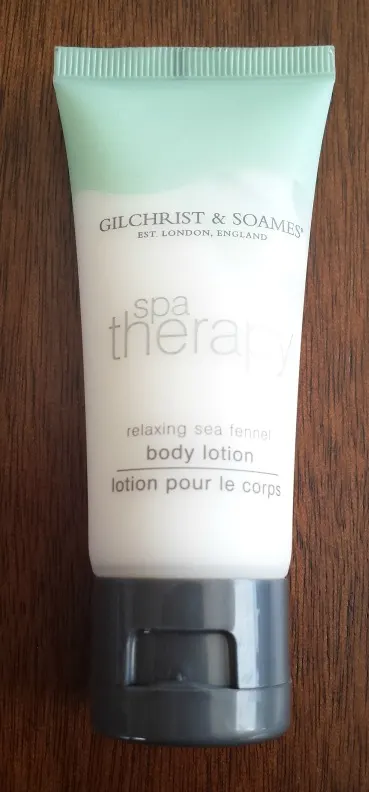 GILCHRIST & SOAMES®
EST. LONDON, ENGLAND
spa
therapy
relaxing sea fennel
body lotion
lotion pour le corps